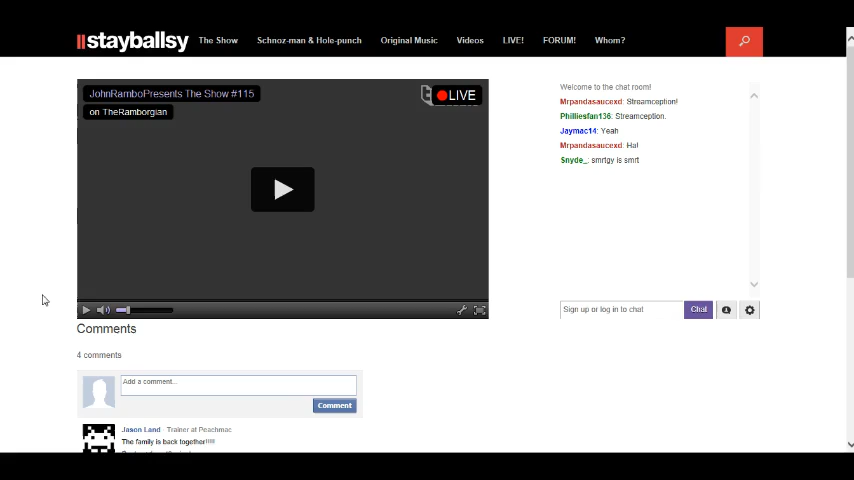 stayballsy
The Show Schnoz-man & Hole-punch Original Music Videos LIVE! FORUM! Whom?
JohnRamboPresents The Show #115
on TheRamborgian
LIVE
Welcome to the chat room!
Mrpandasaucexd: Streamception!
Philliesfan136: Streamception.
Jaymac14: Yeah
Mrpandasaucexd: Ha!
Snyde_: smrtgy is smrt
Sign up or log in to chat
Chat
Comments
4 comments
Add a comment...
Comment
Jason Land · Trainer at Peachmac
The family is back together!!!!!